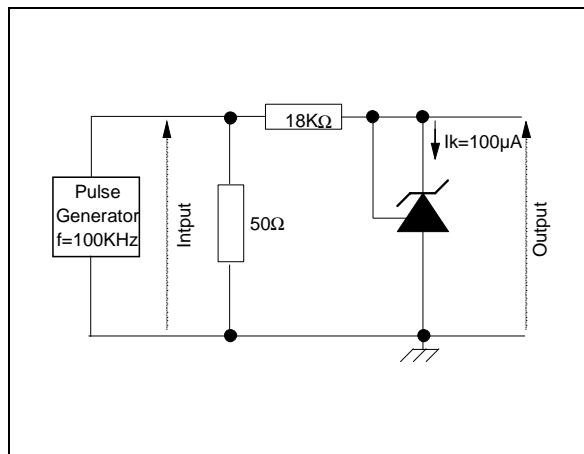 18KΩ
Ik=100µA
Pulse
Generator
f=100KHz
Intput
50Ω
Output